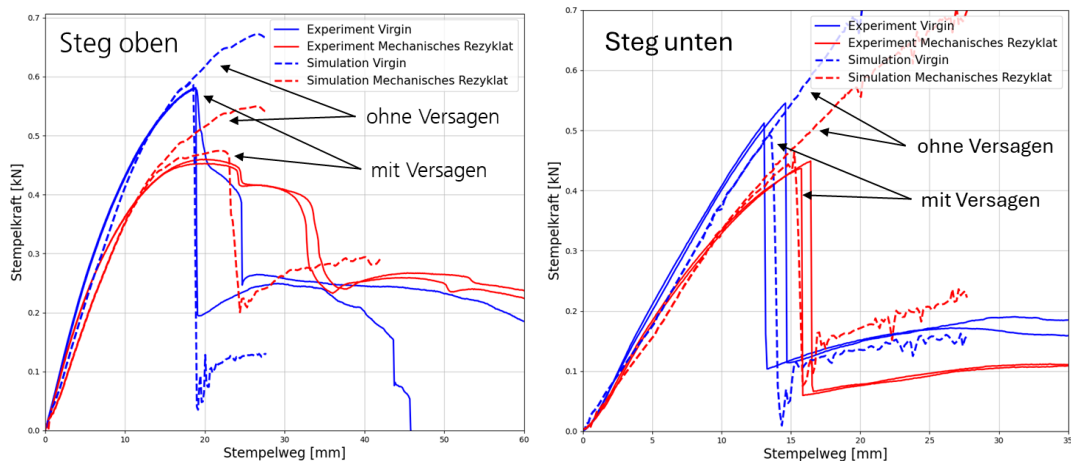 Steg oben
Experiment Virgin
Experiment Mechanisches Rezyklat
Simulation Virgin
Simulation Mechanisches Rezyklat
ohne Versagen
mit Versagen
Stempelkraft [kN]
0.7
0.6
0.5
0.4
0.3
0.2
0.1
0.0
0 10 20 30 40 50 60
Stempelweg [mm]
Steg unten
Experiment Virgin
Experiment Mechanisches Rezyklat
Simulation Virgin
Simulation Mechanisches Rezyklat
ohne Versagen
mit Versagen
Stempelkraft [kN]
0.7
0.6
0.5
0.4
0.3
0.2
0.1
0.0
0 5 10 15 20 25 30 35
Stempelweg [mm]